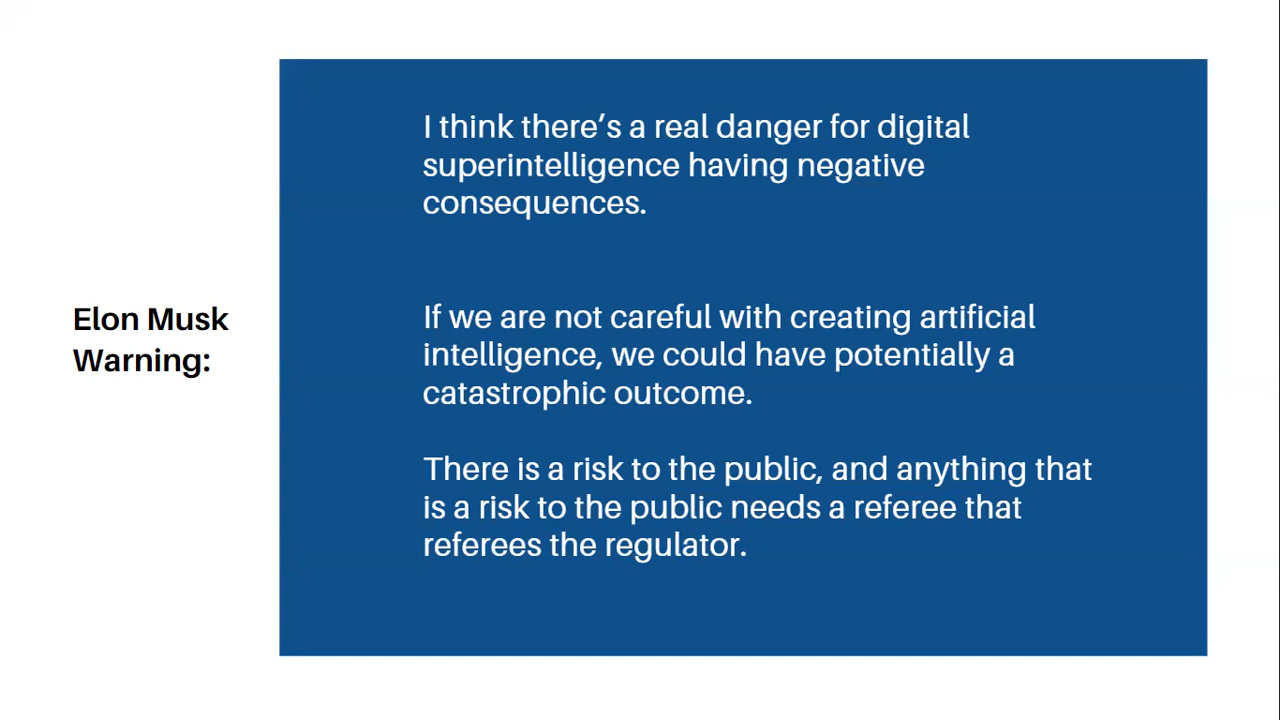 Elon Musk
Warning:
I think there’s a real danger for digital
superintelligence having negative
consequences.
If we are not careful with creating artificial
intelligence, we could have potentially a
catastrophic outcome.
There is a risk to the public, and anything that
is a risk to the public needs a referee that
referees the regulator.